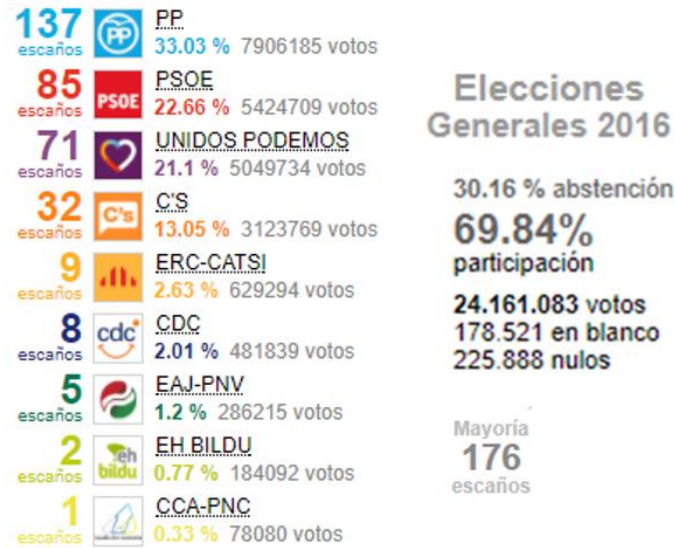 137
escaños
PP
PP
33.03 % 7906185 votos
85
escaños
PSOE
PSOE
22.66 % 5424709 votos
71
escaños
UNIDOS PODEMOS
21.1 % 5049734 votos
32
escaños
C's
C'S
13.05 % 3123769 votos
9
escaños
ERC-CATSI
2.63 % 629294 votos
8
escaños
cdc
CDC
2.01 % 481839 votos
5
escaños
EAJ-PNV
1.2 % 286215 votos
2
escaños
eh
bildu
EH BILDU
0.77 % 184092 votos
1
escaños
CCA-PNC
0.33 % 78080 votos
Elecciones
Generales 2016
30.16 % abstención
69.84%
participación
24.161.083 votos
178.521 en blanco
225.888 nulos
Mayoría
176
escaños